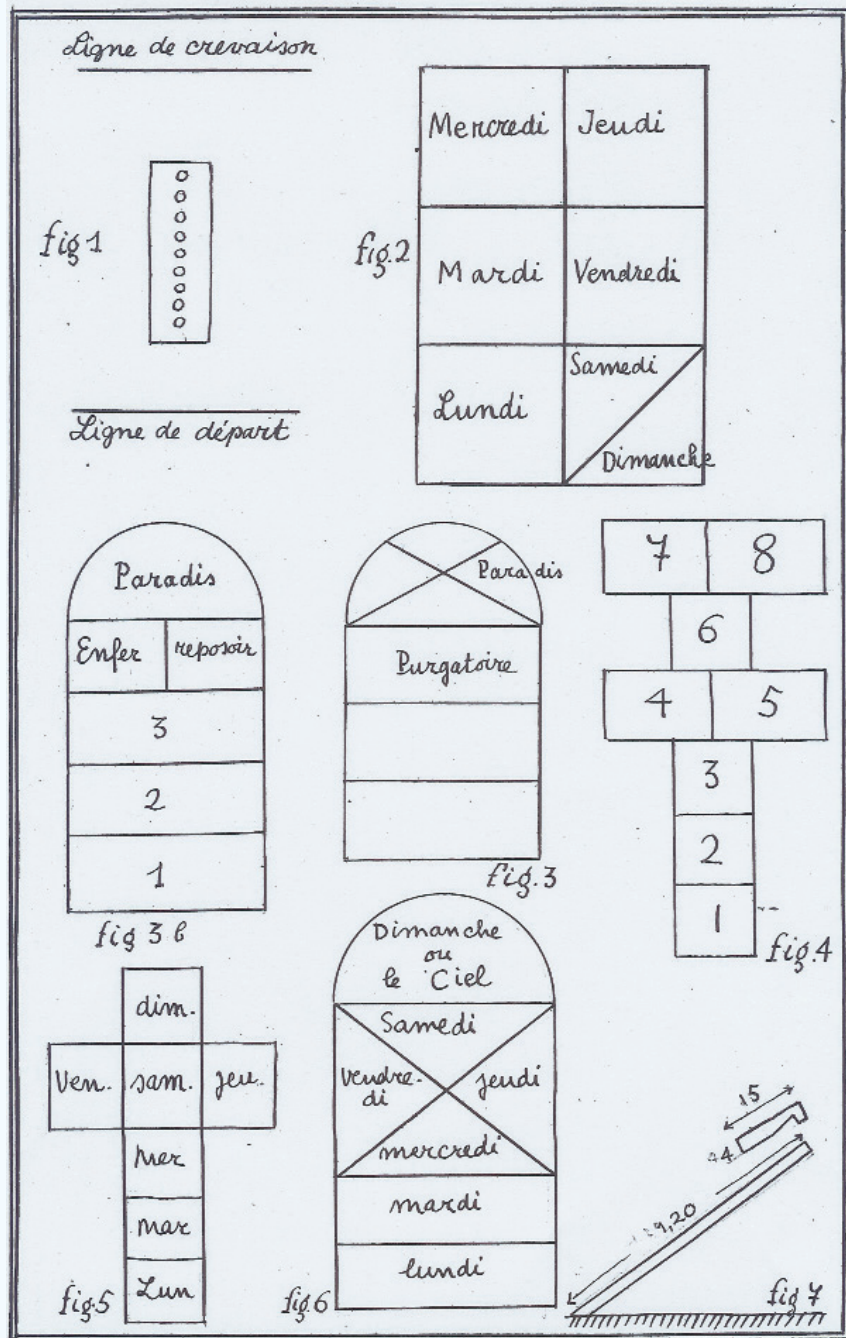 Ligne de crevaison
fig 1
Ligne de départ
Mercredi Jeudi
fig.2
Mardi Vendredi
Lundi Samedi
Dimanche
Paradis
Enfer reposoir
3
2
1
fig 3 b
Paradis
Purgatoire
fig.3
7 8
6
4 5
3
2
1
fig.4
dim.
Ven. sam. jeu.
Mer
Mar
Lun
fig.5
Dimanche
ou
le Ciel
Samedi
Vendre-
di
jeudi
mercredi
mardi
lundi
fig.6
15
fig 7